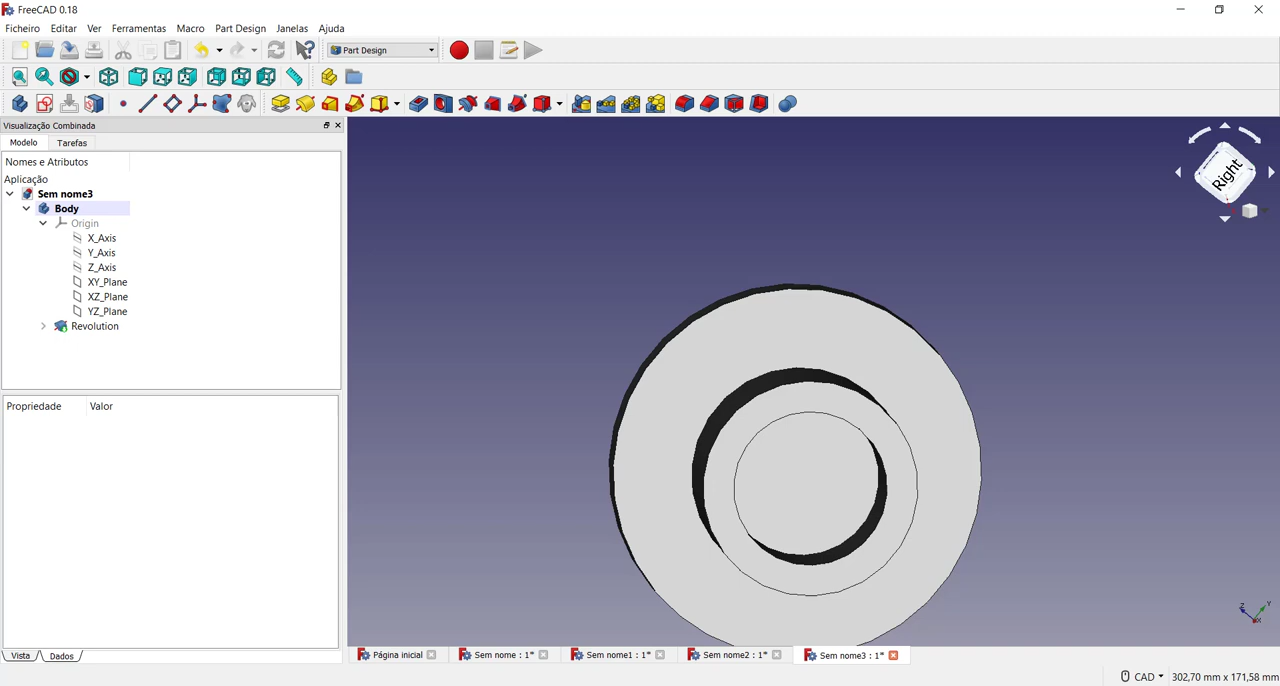 FreeCAD 0.18
Ficheiro Editar Ver Ferramentas Macro Part Design Janelas Ajuda
Part Design
Visualização Combinada
Modelo Tarefas
Nomes e Atributos
Aplicação
Sem nome3
Body
Origin
X_Axis
Y_Axis
Z_Axis
XY_Plane
XZ_Plane
YZ_Plane
Revolution
Propriedade Valor
Right
Z Y X
Vista Dados
Página inicial Sem nome : 1* Sem nome1 : 1* Sem nome2 : 1* Sem nome3 : 1*
CAD 302,70 mm x 171,58 mm